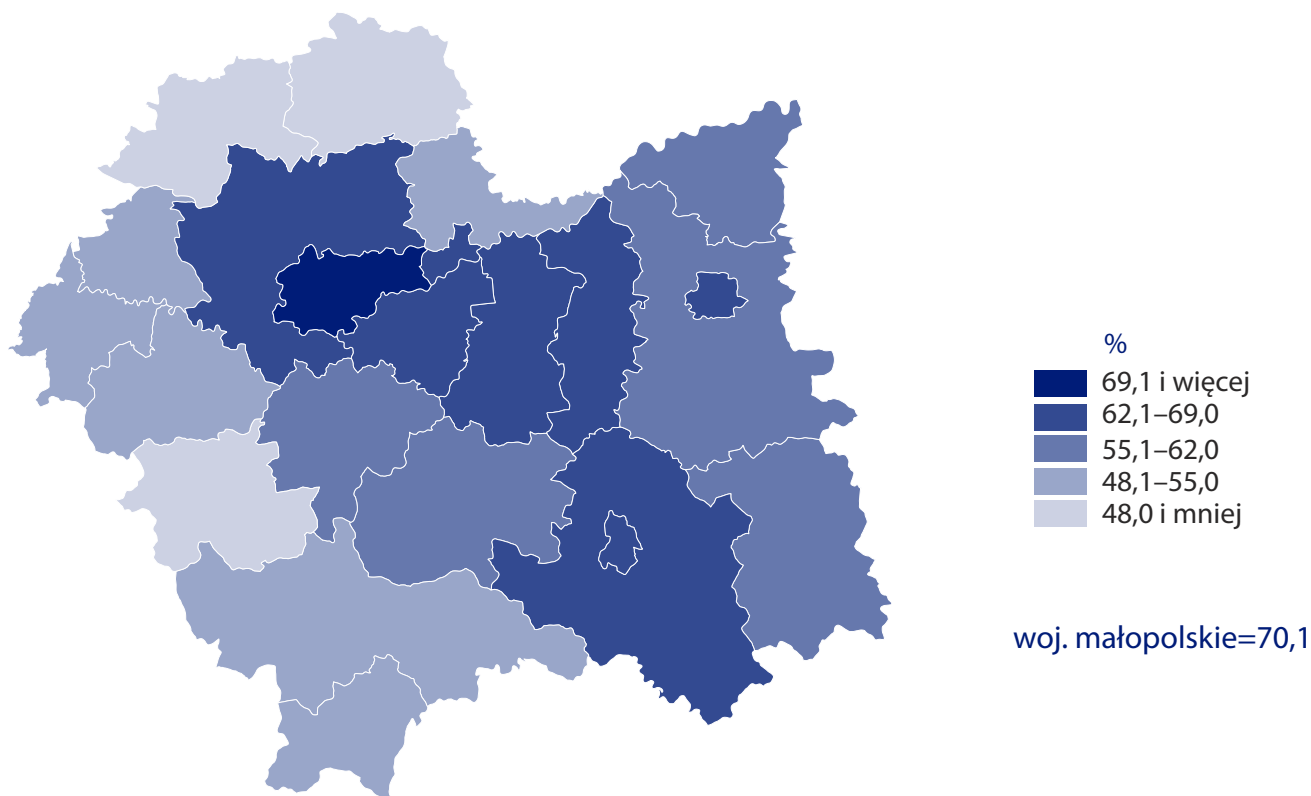 %
69,1 i więcej
62,1–69,0
55,1–62,0
48,1–55,0
48,0 i mniej
woj. małopolskie=70,1